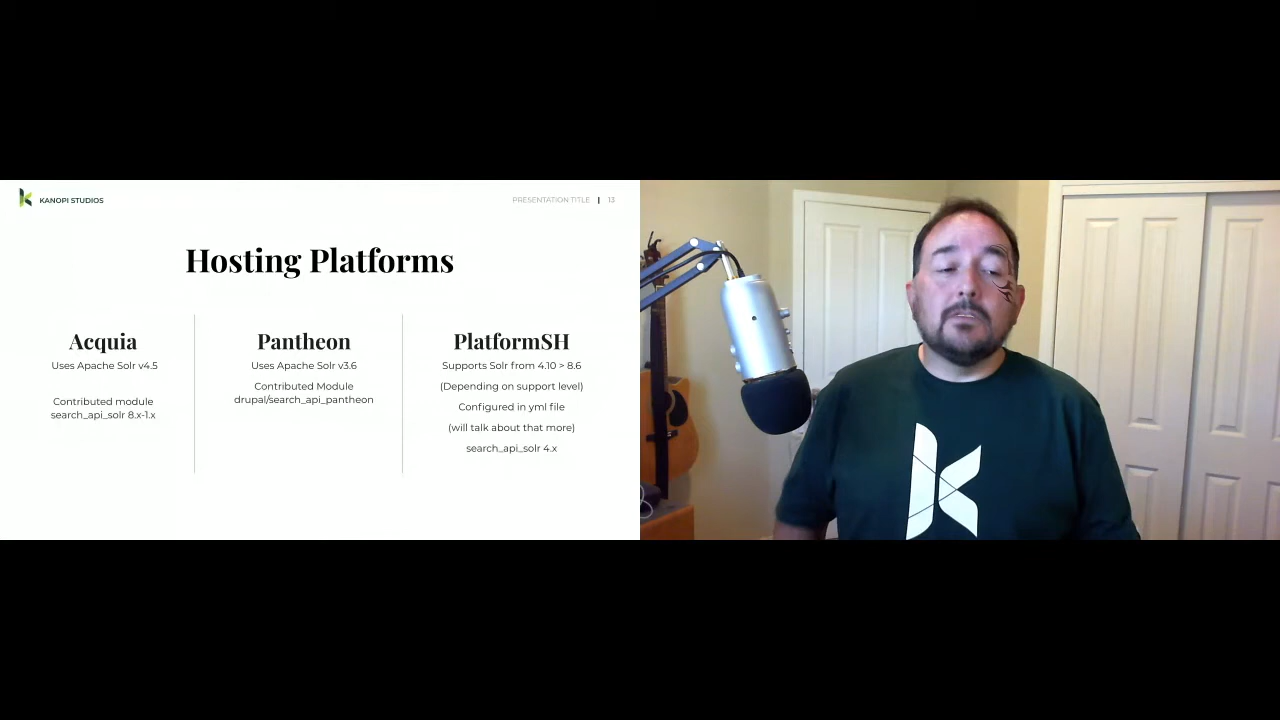 KANOPI STUDIOS
PRESENTATION TITLE | 13
Hosting Platforms
Acquia
Uses Apache Solr v4.5
Contributed module
search_api_solr 8.x-1.x
Pantheon
Uses Apache Solr v3.6
Contributed Module
drupal/search_api_pantheon
PlatformSH
Supports Solr from 4.10 > 8.6
(Depending on support level)
Configured in yml file
(will talk about that more)
search_api_solr 4.x